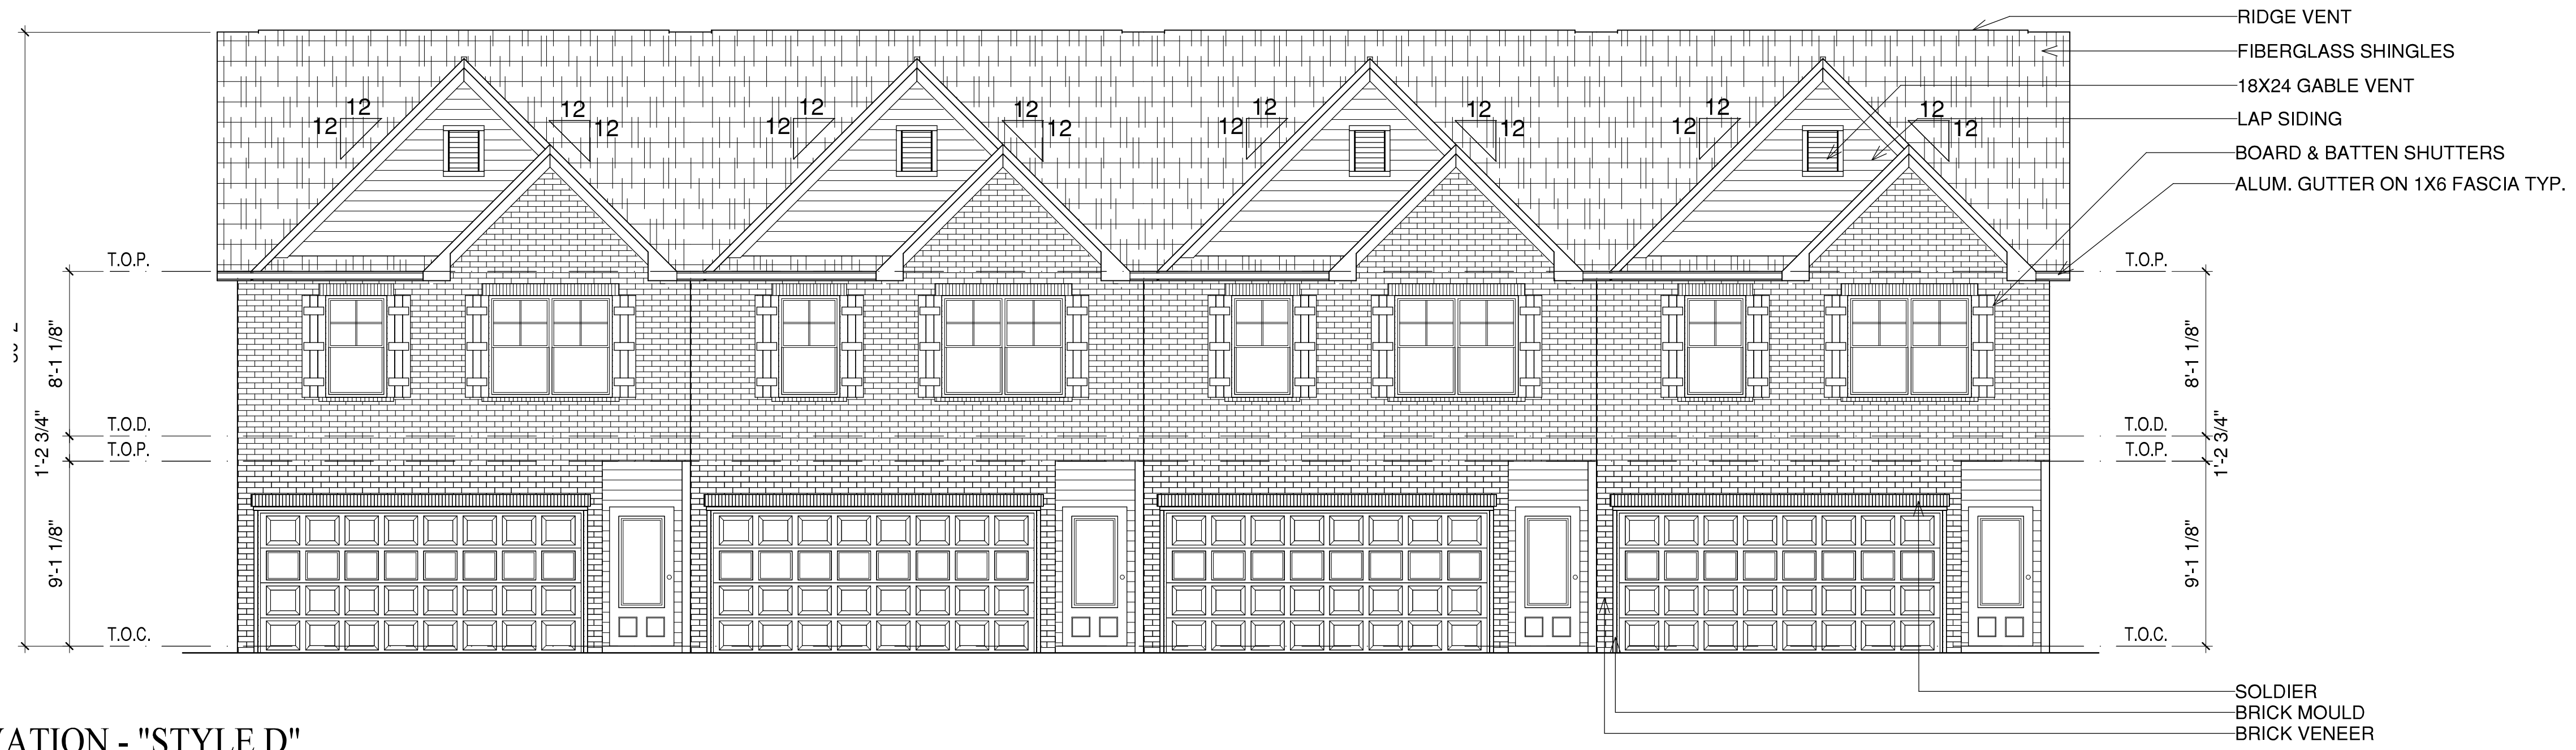 RIDGE VENT
FIBERGLASS SHINGLES
18X24 GABLE VENT
LAP SIDING
BOARD & BATTEN SHUTTERS
ALUM. GUTTER ON 1X6 FASCIA TYP.
12 12 12 12 12 12 12 12
12 12 12 12 12 12 12 12
T.O.P. T.O.P.
8'-1 1/8" 8'-1 1/8"
T.O.D. T.O.D.
1'-2 3/4" 1'-2 3/4"
T.O.P. T.O.P.
9'-1 1/8" 9'-1 1/8"
T.O.C. T.O.C.
SOLDIER
BRICK MOULD
BRICK VENEER
VATION - "STYLE D"